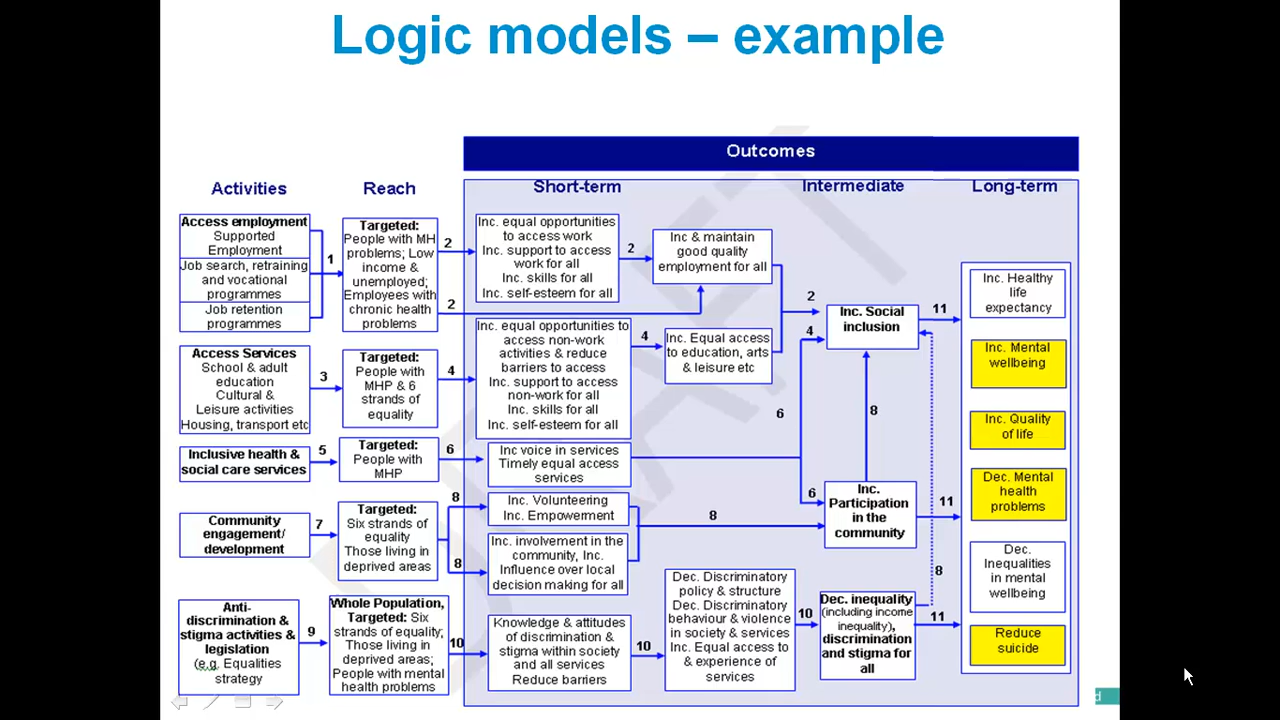 Logic models – example
Outcomes
Activities
Reach
Short-term
Intermediate
Long-term
Access employment
Supported
Employment
Job search, retraining
and vocational
programmes
Job retention
programmes
1
Targeted:
People with MH
problems; Low
income &
unemployed;
Employees with
chronic health
problems
2
2
Inc. equal opportunities
to access work
Inc. support to access
work for all
Inc. skills for all
Inc. self-esteem for all
2
Inc & maintain
good quality
employment for all
2
Access Services
School & adult
education
Cultural &
Leisure activities
Housing, transport etc
3
Targeted:
People with
MHP & 6
strands of
equality
4
Inc. equal opportunities to
access non-work
activities & reduce
barriers to access
Inc. support to access
non-work for all
Inc. skills for all
Inc. self-esteem for all
4
Inc. Equal access
to education, arts
& leisure etc
4
Inclusive health &
social care services
5
Targeted:
People with
MHP
6
Inc voice in services
Timely equal access
services
6
6
Community
engagement/
development
7
Targeted:
Six strands of
equality
Those living in
deprived areas
8
8
Inc. Volunteering
Inc. Empowerment
Inc. involvement in the
community, Inc.
Influence over local
decision making for all
8
Anti-
discrimination &
stigma activities &
legislation
(e.g. Equalities
strategy
9
Whole Population,
Targeted: Six
strands of equality;
Those living in
deprived areas;
People with mental
health problems
10
Knowledge & attitudes
of discrimination &
stigma within society
and all services
Reduce barriers
10
Dec. Discriminatory
policy & structure
Dec. Discriminatory
behaviour & violence
in society & services
Inc. Equal access to
& experience of
services
10
Inc. Social
inclusion
11
8
Inc.
Participation
in the
community
11
8
Dec. inequality
(including income
inequality),
discrimination
and stigma for
all
11
Inc. Healthy
life
expectancy
Inc. Mental
wellbeing
Inc. Quality
of life
Dec. Mental
health
problems
Dec.
Inequalities
in mental
wellbeing
Reduce
suicide
DRAFT
d